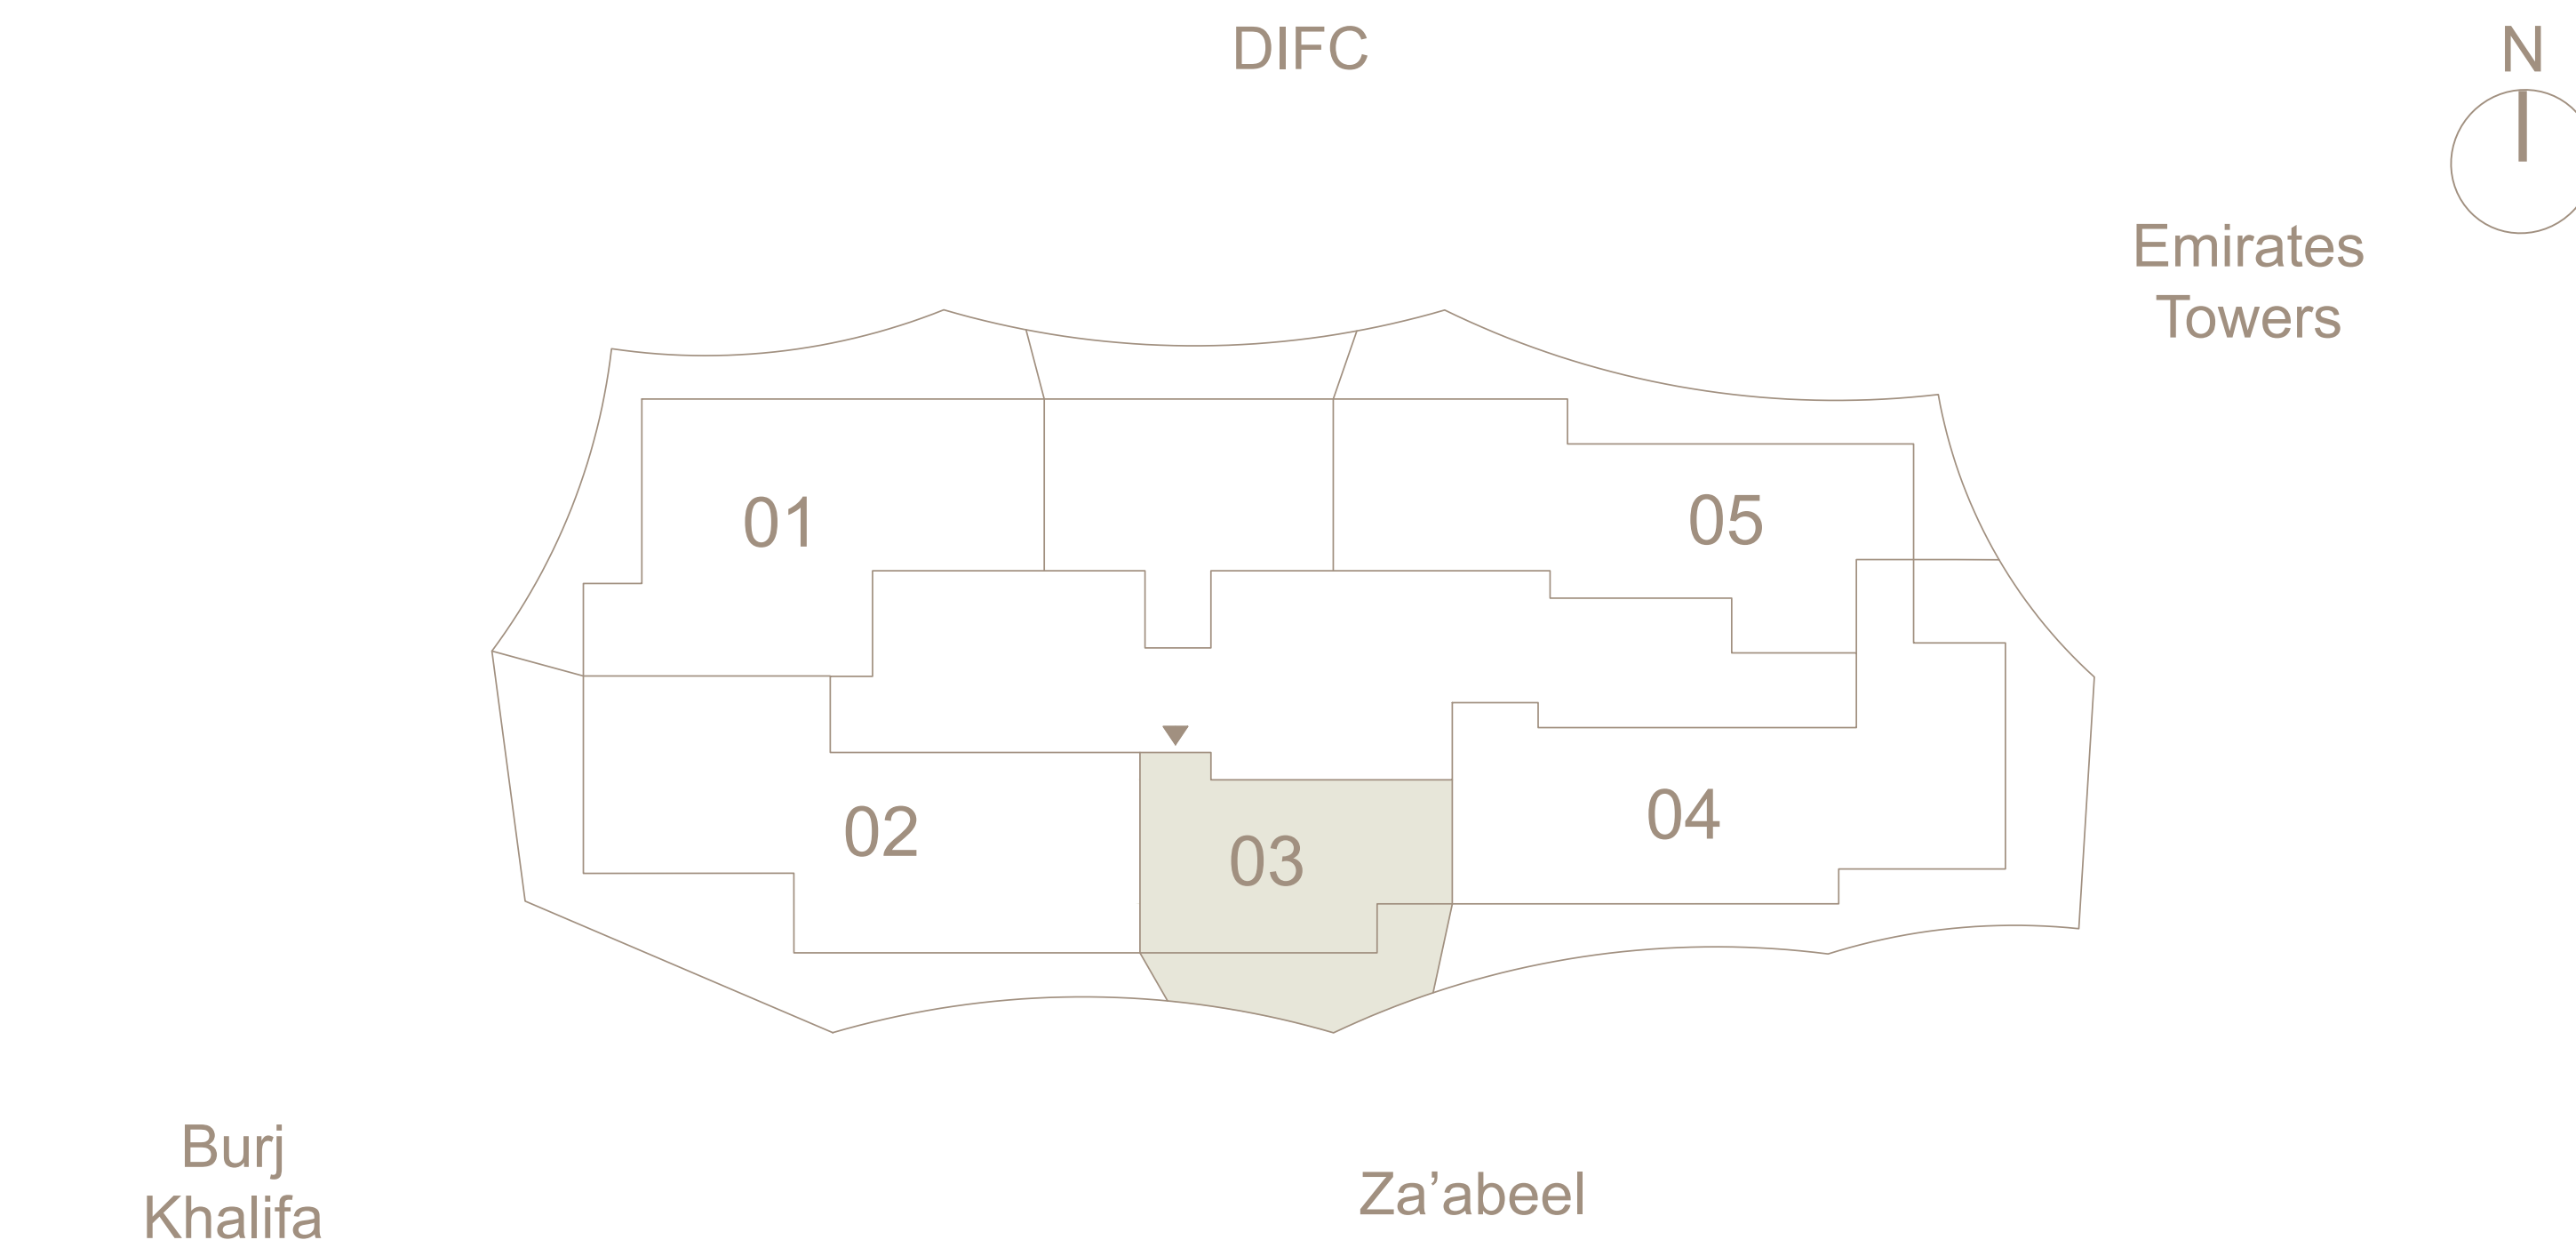 DIFC
N
Emirates
Towers
01
05
02
03
04
Burj
Khalifa
Za’abeel